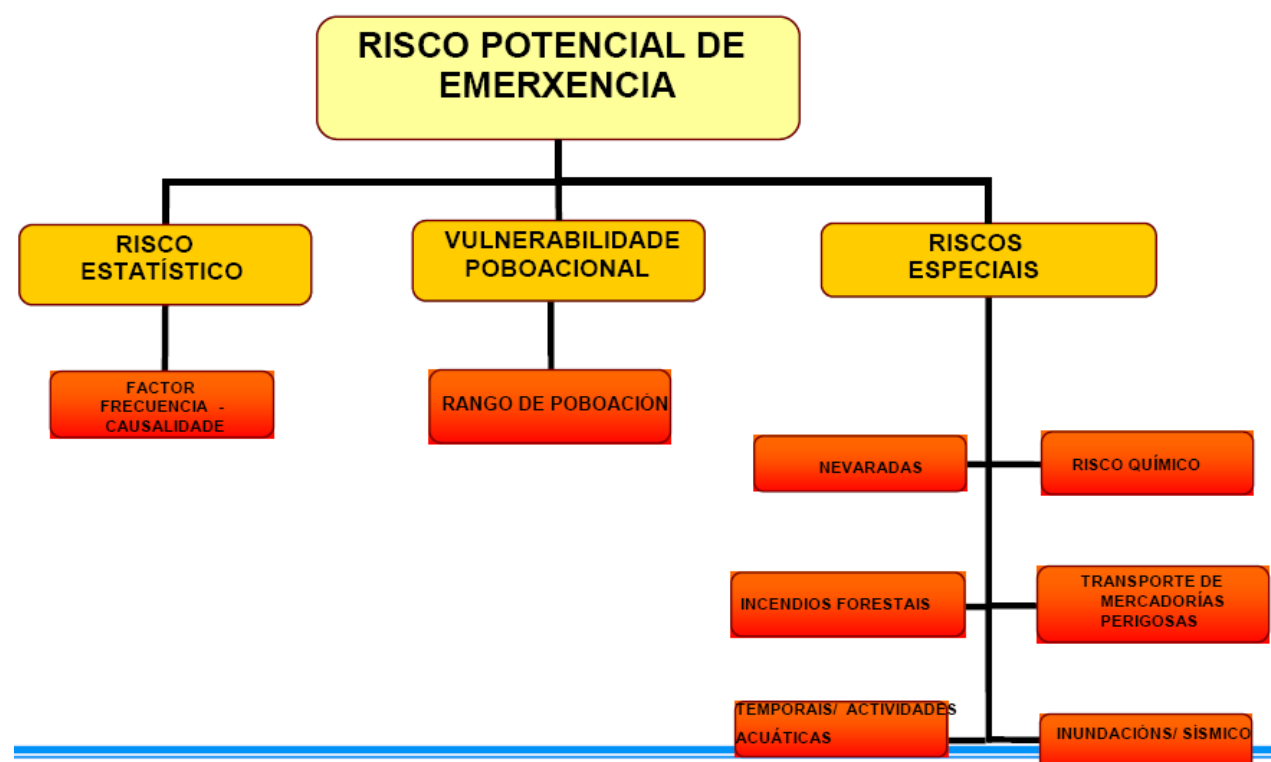 RISCO POTENCIAL DE
EMERXENCIA
RISCO
ESTATÍSTICO
VULNERABILIDADE
POBOACIONAL
RISCOS
ESPECIAIS
FACTOR
FRECUENCIA -
CAUSALIDADE
RANGO DE POBOACIÓN
NEVARADAS
RISCO QUÍMICO
INCENDIOS FORESTAIS
TRANSPORTE DE
MERCADORÍAS
PERIGOSAS
TEMPORAIS/ ACTIVIDADES
ACUÁTICAS
INUNDACIÓNS/ SÍSMICO